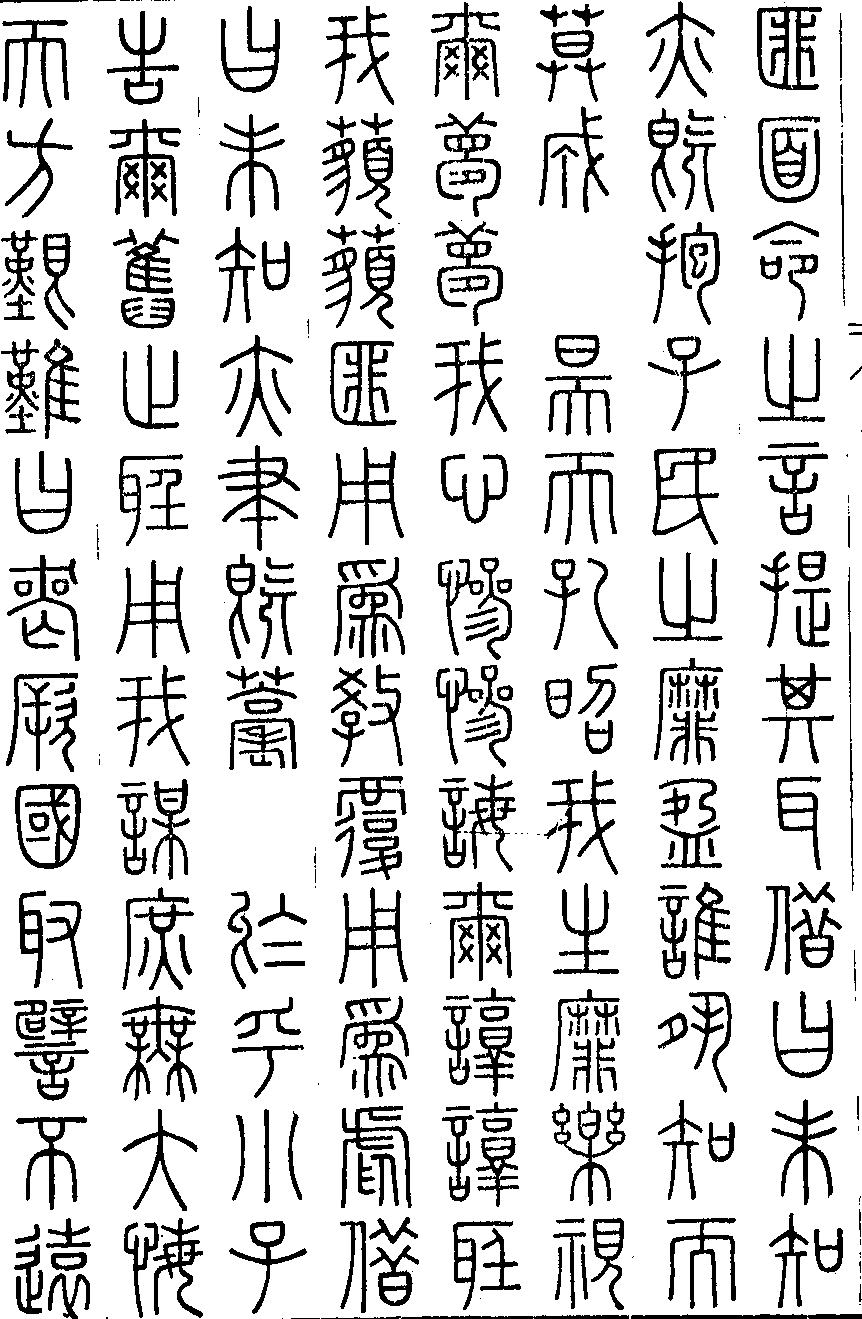 匪面命之言提其耳借曰未知
亦既抱子民之靡盈誰夙知而
莫成 昊天孔昭我生靡樂視
爾夢夢我心慘慘誨爾諄諄聽
我藐藐匪用爲教覆用爲虐借
曰未知亦聿既耄 於乎小子
告爾舊止聽用我謀庶無大悔
天方艱難曰喪厥國取譬不遠